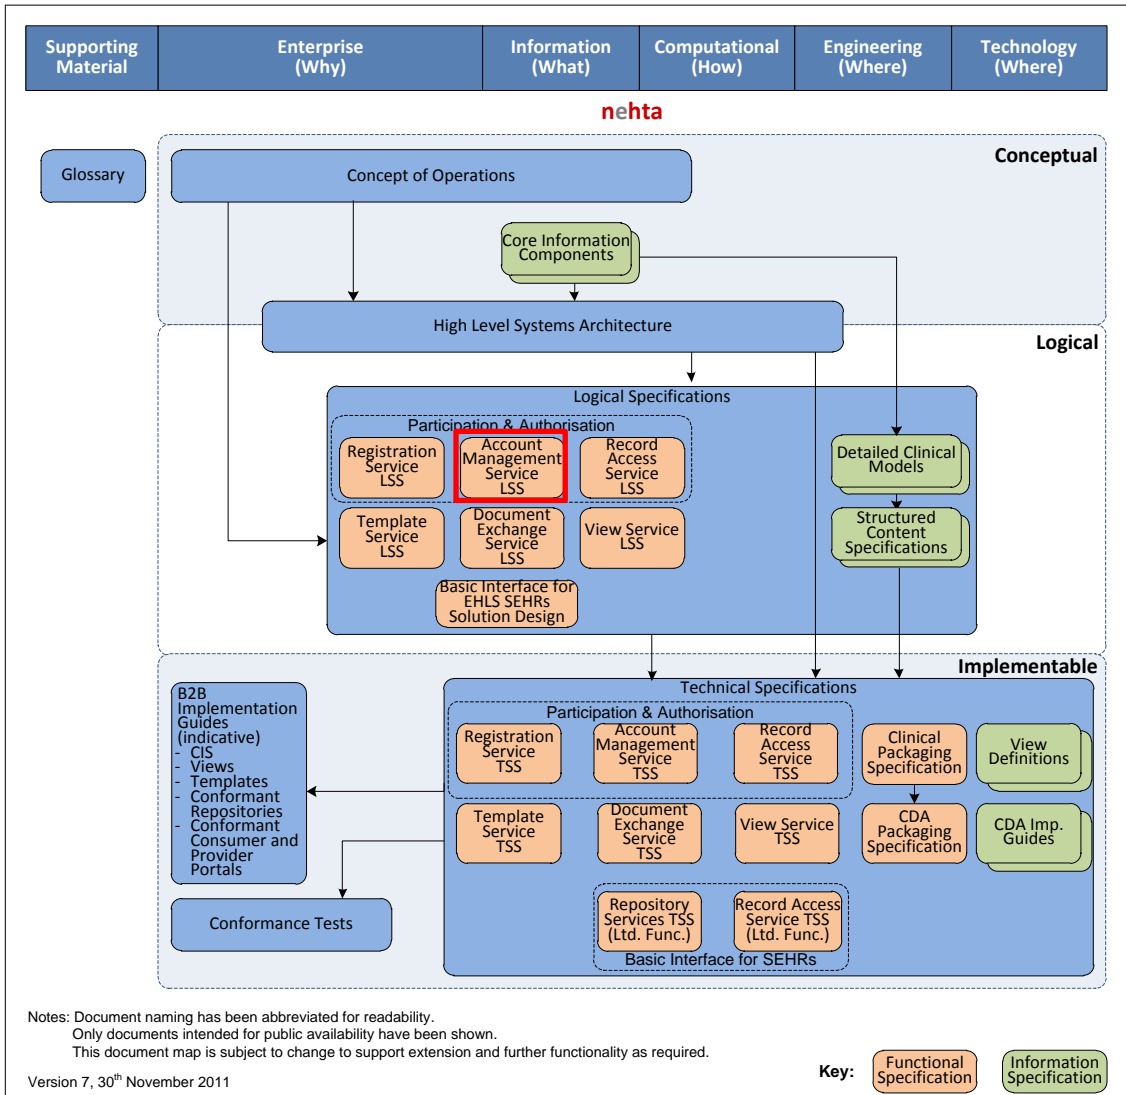 Supporting
Material
Enterprise
(Why)
Information
(What)
Computational
(How)
Engineering
(Where)
Technology
(Where)
nehta
Conceptual
Glossary
Concept of Operations
Core Information
Components
High Level Systems Architecture
Logical
Logical Specifications
Participation & Authorisation
Registration
Service
LSS
Account
Management
Service
LSS
Record
Access
Service
LSS
Template
Service
LSS
Document
Exchange
Service
LSS
View Service
LSS
Basic Interface for
EHLS SEHRs
Solution Design
Detailed Clinical
Models
Structured
Content
Specifications
Implementable
B2B
Implementation
Guides
(indicative)
- CIS
- Views
- Templates
- Conformant
Repositories
- Conformant
Consumer and
Provider
Portals
Conformance Tests
Technical Specifications
Participation & Authorisation
Registration
Service
TSS
Account
Management
Service
TSS
Record
Access
Service
TSS
Clinical
Packaging
Specification
View
Definitions
Template
Service
TSS
Document
Exchange
Service
TSS
View Service
TSS
CDA
Packaging
Specification
CDA Imp.
Guides
Repository
Services TSS
(Ltd. Func.)
Record Access
Service TSS
(Ltd. Func.)
Basic Interface for SEHRs
Notes: Document naming has been abbreviated for readability.
Only documents intended for public availability have been shown.
This document map is subject to change to support extension and further functionality as required.
Version 7, 30th November 2011
Key:
Functional
Specification
Information
Specification